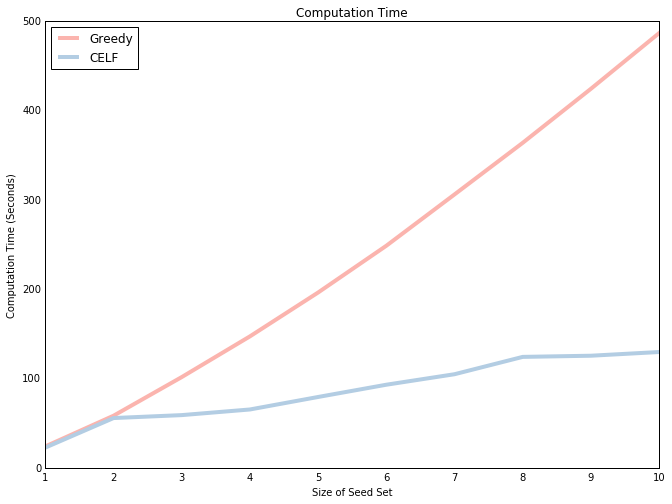 Computation Time
Greedy
CELF
Computation Time (Seconds)
500
400
300
200
100
0
1 2 3 4 5 6 7 8 9 10
Size of Seed Set